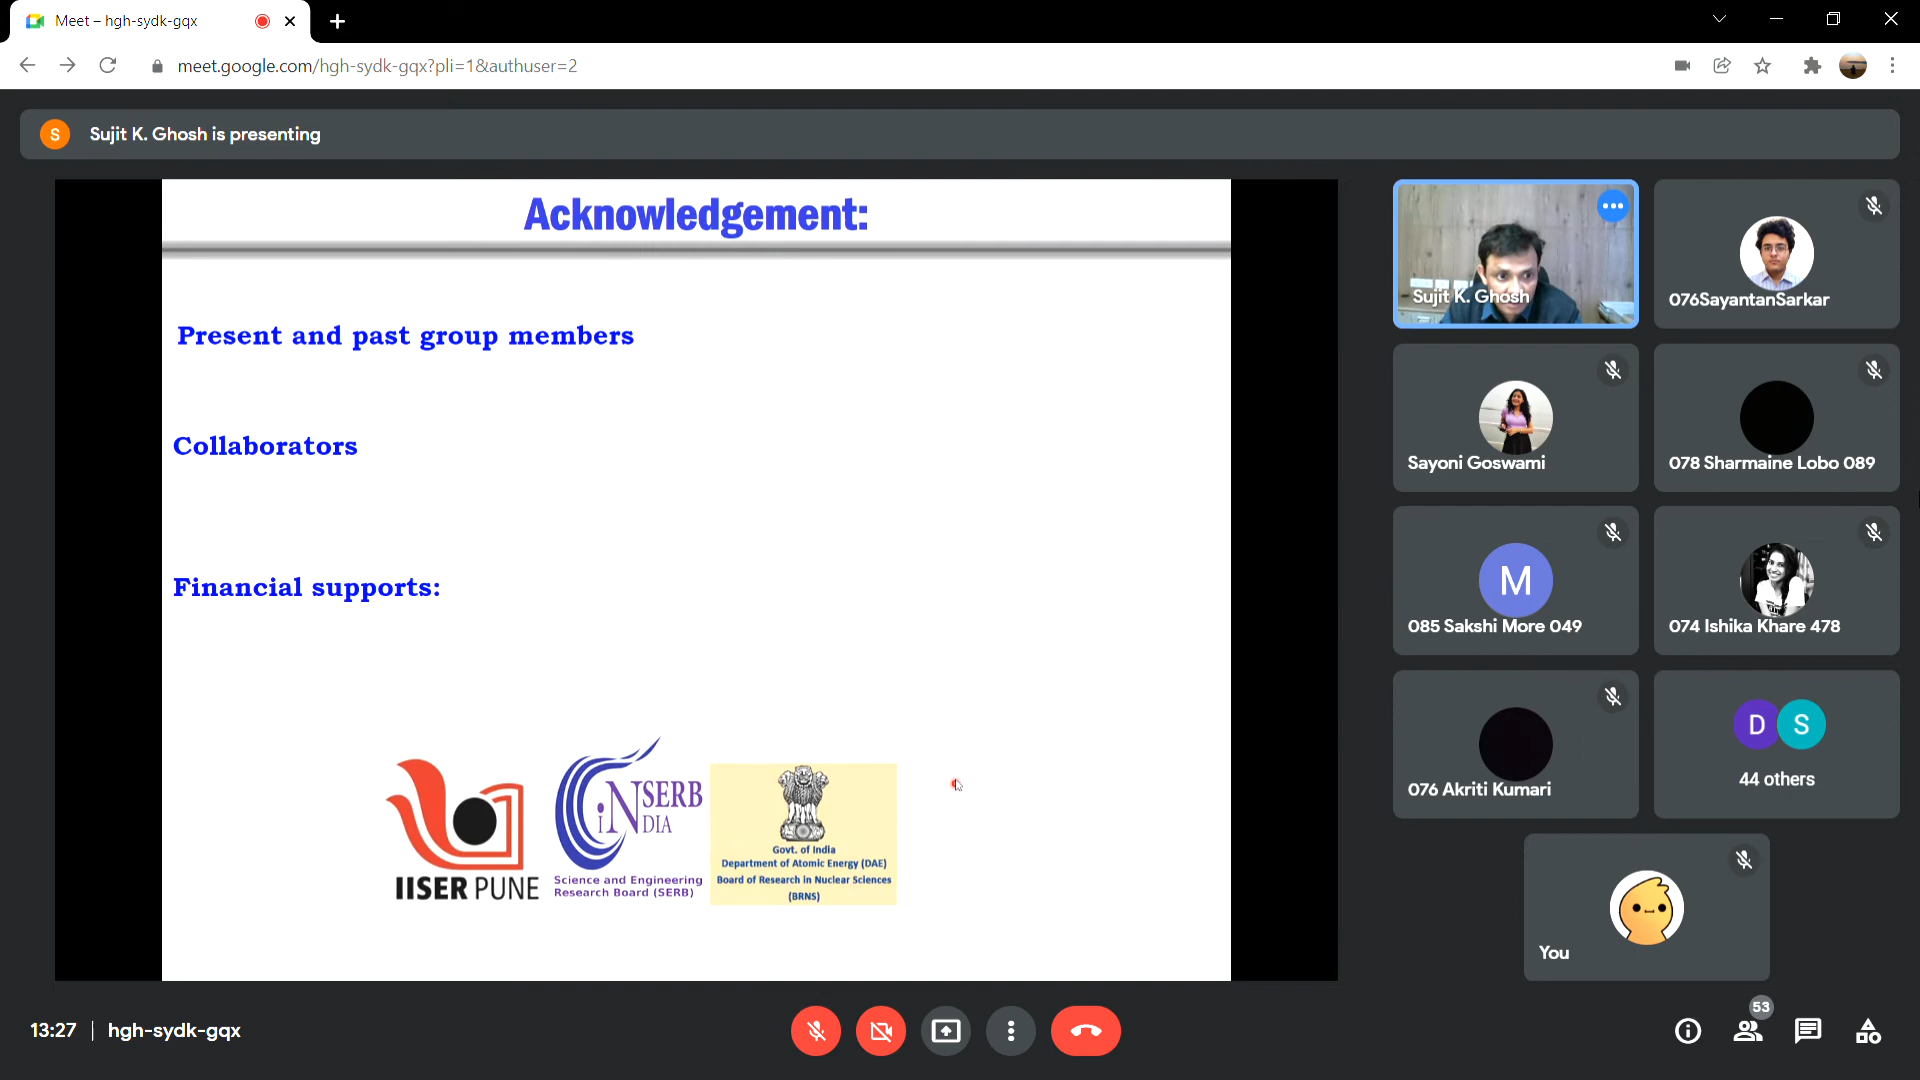 Meet – hgh-sydk-gqx
meet.google.com/hgh-sydk-gqx?pli=1&authuser=2
S
Sujit K. Ghosh is presenting
Acknowledgement:
Present and past group members
Collaborators
Financial supports:
IISER PUNE
SERB
iNDIA
Science and Engineering
Research Board (SERB)
Govt. of India
Department of Atomic Energy (DAE)
Board of Research in Nuclear Sciences
(BRNS)
Sujit K. Ghosh
076SayantanSarkar
Sayoni Goswami
078 Sharmaine Lobo 089
M
085 Sakshi More 049
074 Ishika Khare 478
076 Akriti Kumari
D
S
44 others
You
13:27
hgh-sydk-gqx
53